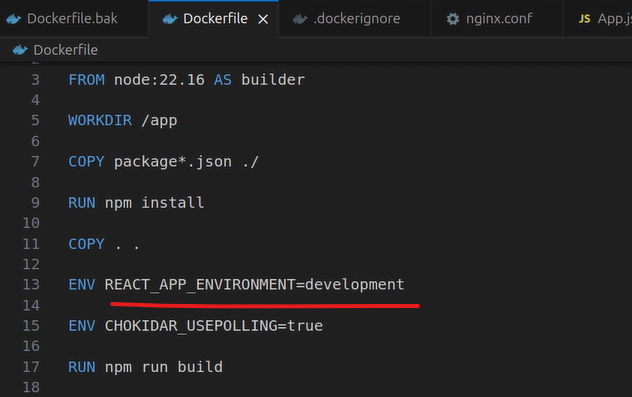 Dockerfile.bak Dockerfile × .dockerignore nginx.conf JS App.js
Dockerfile
3 FROM node:22.16 AS builder
4
5 WORKDIR /app
6
7 COPY package*.json ./
8
9 RUN npm install
10
11 COPY . .
12
13 ENV REACT_APP_ENVIRONMENT=development
14
15 ENV CHOKIDAR_USEPOLLING=true
16
17 RUN npm run build
18